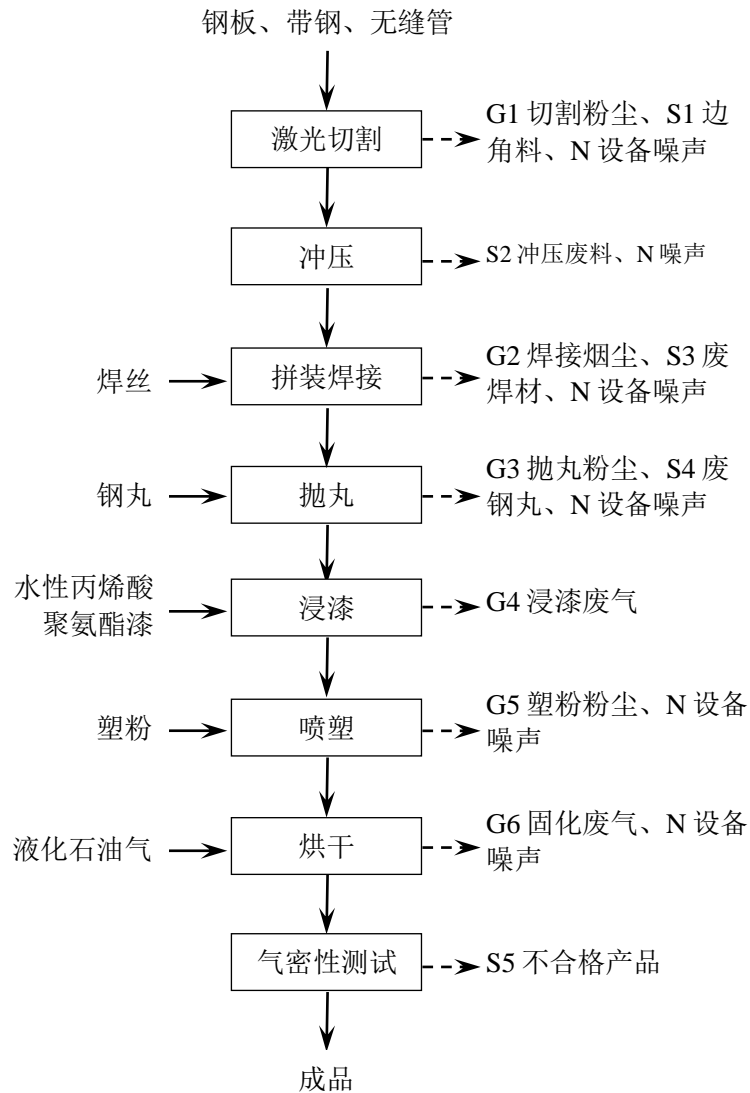 钢板、带钢、无缝管
激光切割
G1 切割粉尘、S1 边
角料、N 设备噪声
冲压
S2 冲压废料、N 噪声
焊丝
拼装焊接
G2 焊接烟尘、S3 废
焊材、N 设备噪声
钢丸
抛丸
G3 抛丸粉尘、S4 废
钢丸、N 设备噪声
水性丙烯酸
聚氨酯漆
浸漆
G4 浸漆废气
塑粉
喷塑
G5 塑粉粉尘、N 设备
噪声
液化石油气
烘干
G6 固化废气、N 设备
噪声
气密性测试
S5 不合格产品
成品